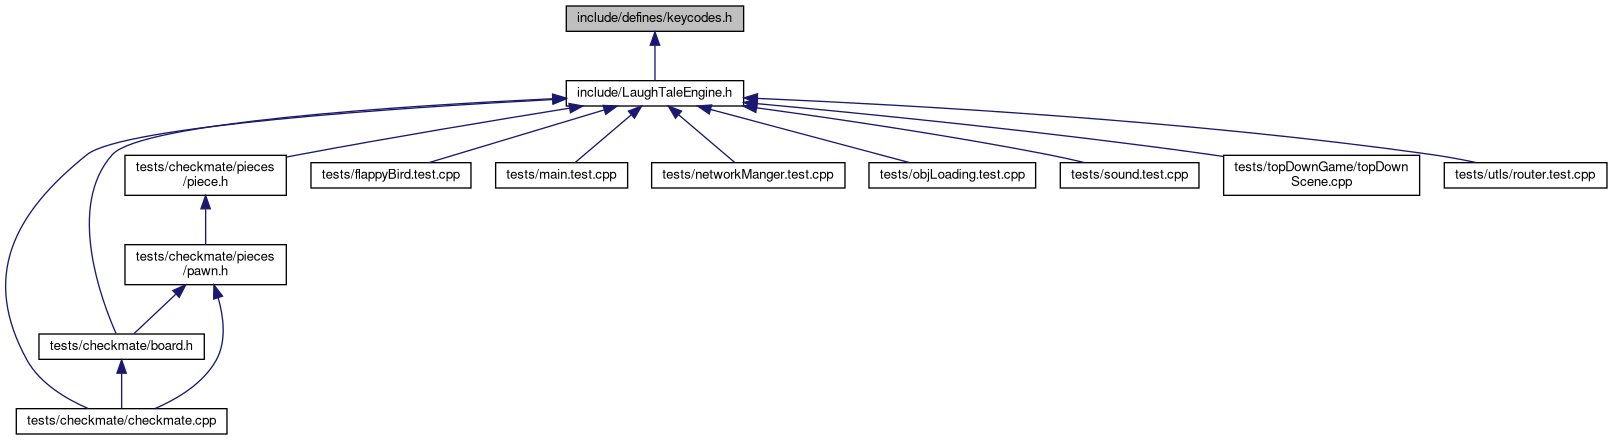 include/defines/keycodes.h
include/LaughTaleEngine.h
tests/checkmate/pieces
/piece.h
tests/flappyBird.test.cpp
tests/main.test.cpp
tests/networkManger.test.cpp
tests/objLoading.test.cpp
tests/sound.test.cpp
tests/topDownGame/topDown
Scene.cpp
tests/utls/router.test.cpp
tests/checkmate/pieces
/pawn.h
tests/checkmate/board.h
tests/checkmate/checkmate.cpp